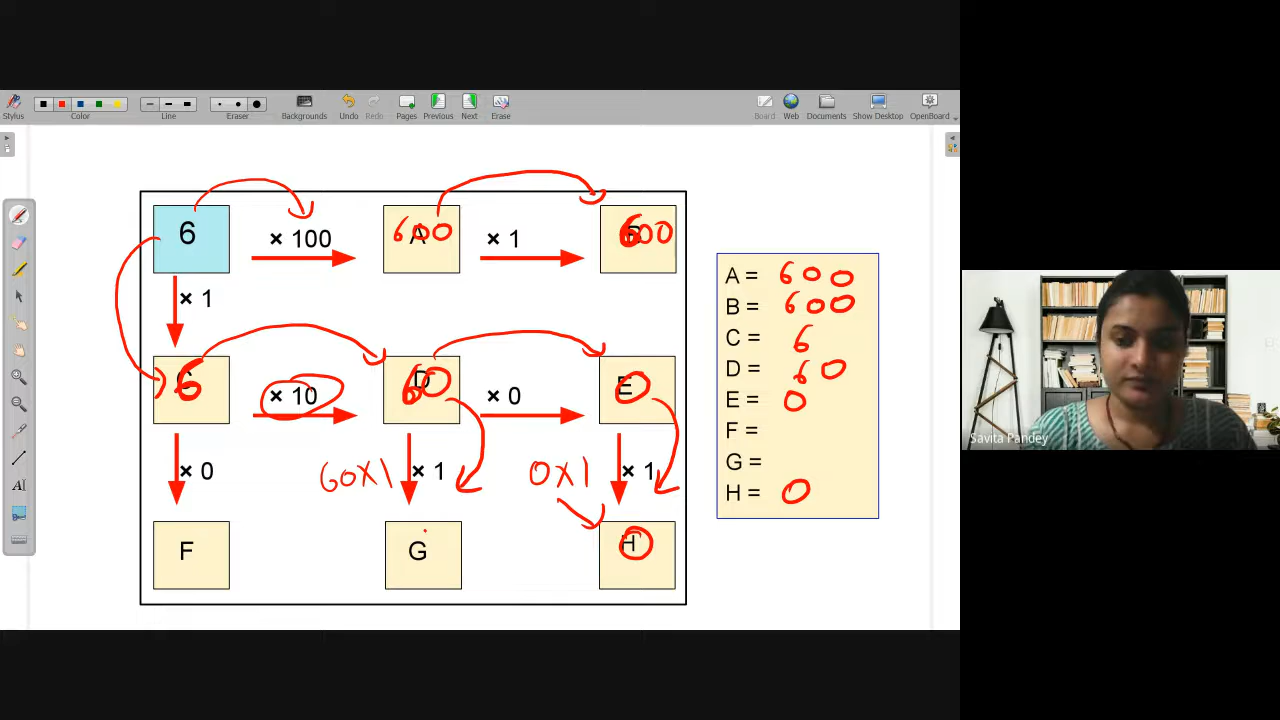 Stylus
Color
Line
Eraser
Backgrounds
Undo
Redo
Pages
Previous
Next
Erase
Board
Web
Documents
Show Desktop
OpenBoard
6
× 100
A 600
× 1
600
× 1
6
× 10
D 60
× 0
E 0
× 0
60×1
× 1
0×1
× 1
F
G
H 0
A = 600
B = 600
C = 6
D = 60
E = 0
F =
G =
H = 0
Savita Pandey